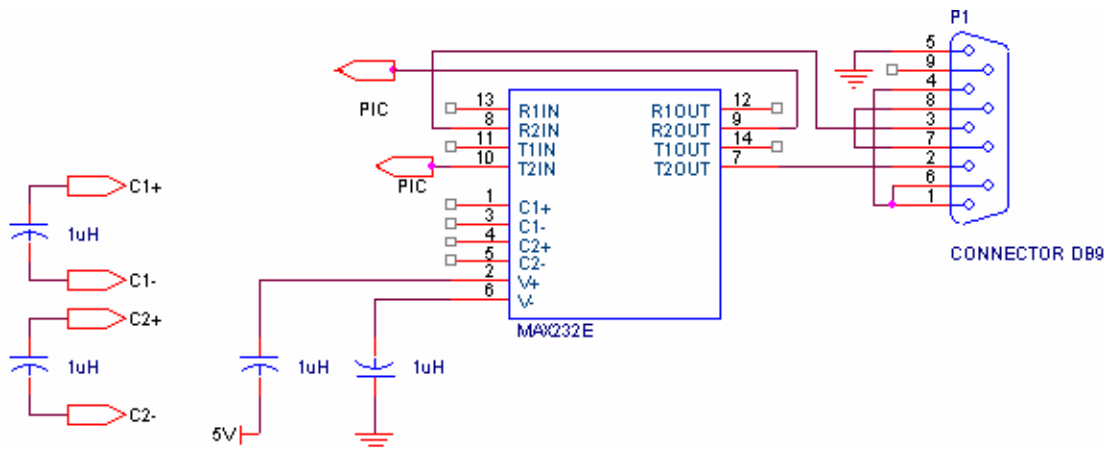 P1
5
9
4
8
3
7
2
6
1
CONNECTOR DB9
PIC
PIC
13 R1IN R1OUT 12
8 R2IN R2OUT 9
11 T1IN T1OUT 14
10 T2IN T2OUT 7
1 C1+
3 C1-
4 C2+
5 C2-
2 V+
6 V-
MAX232E
C1+
1uH
C1-
C2+
1uH
C2-
1uH
1uH
5V